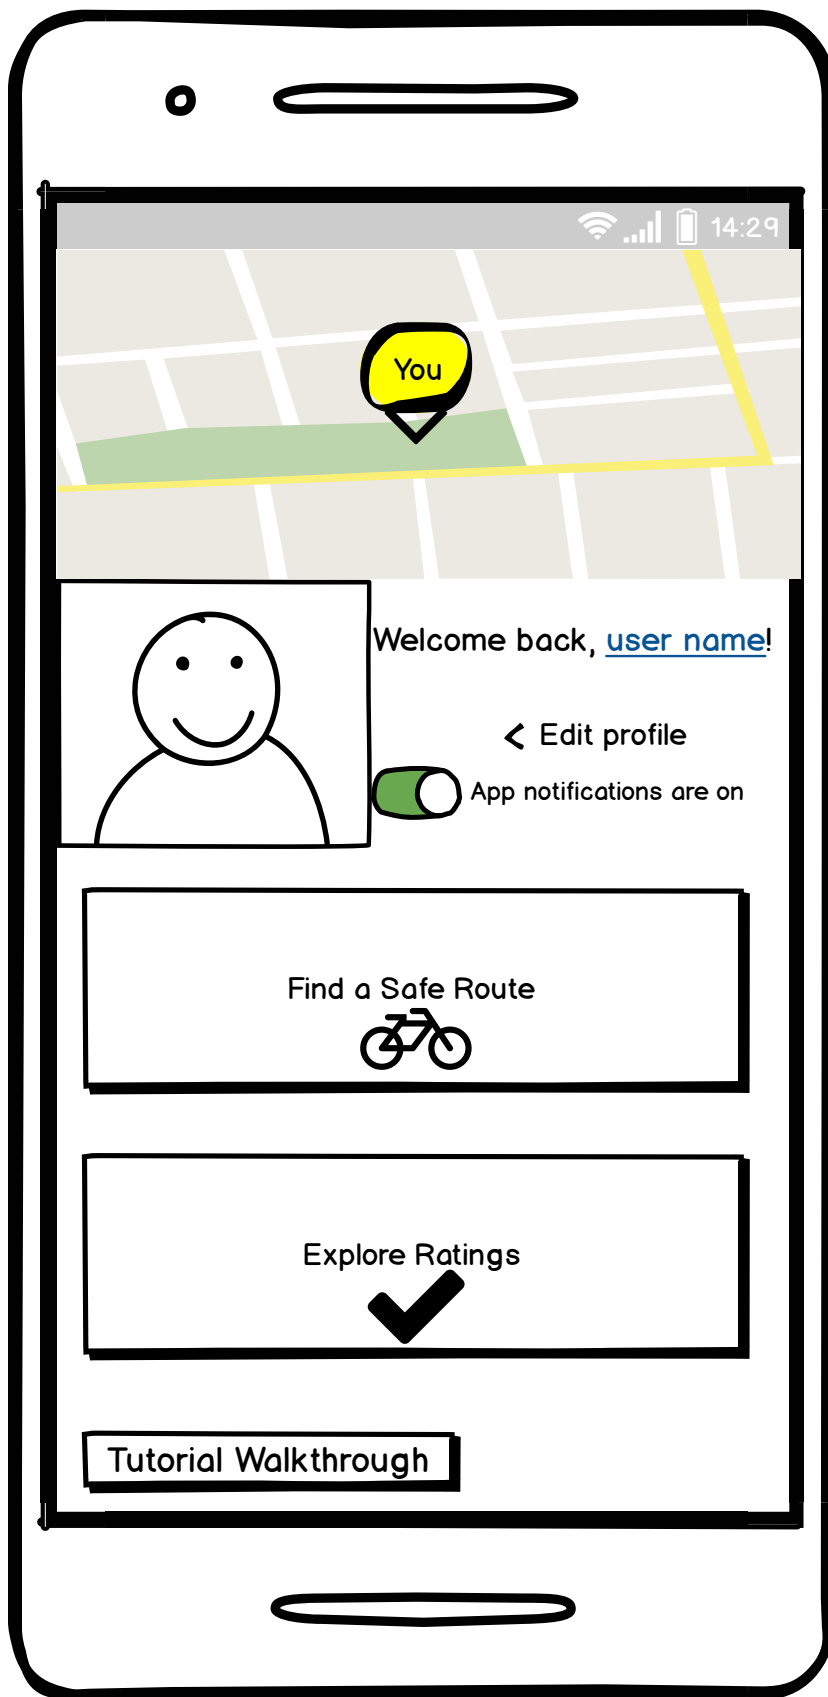 14:29
You
Welcome back, user name!
Edit profile
App notifications are on
Find a Safe Route
Explore Ratings
Tutorial Walkthrough